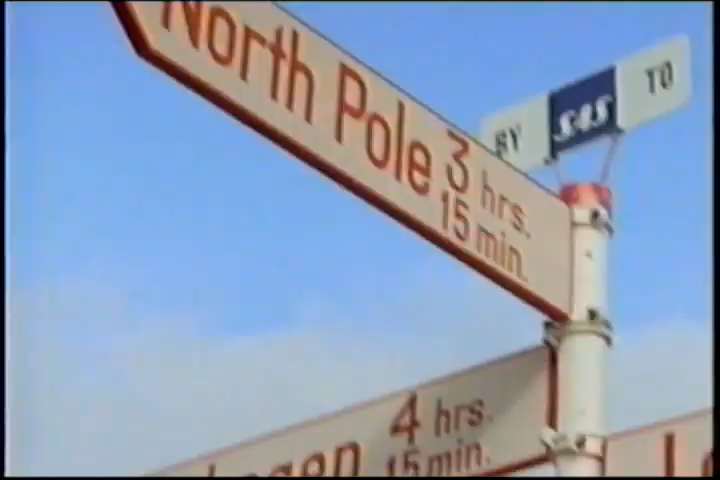 North Pole 3 hrs.
15 min.
BY SAS TO
4 hrs.
15 min.